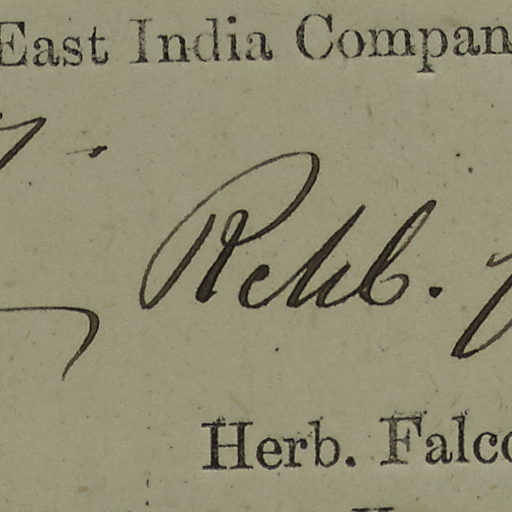 East India Compan
Rchb.
Herb. Falco